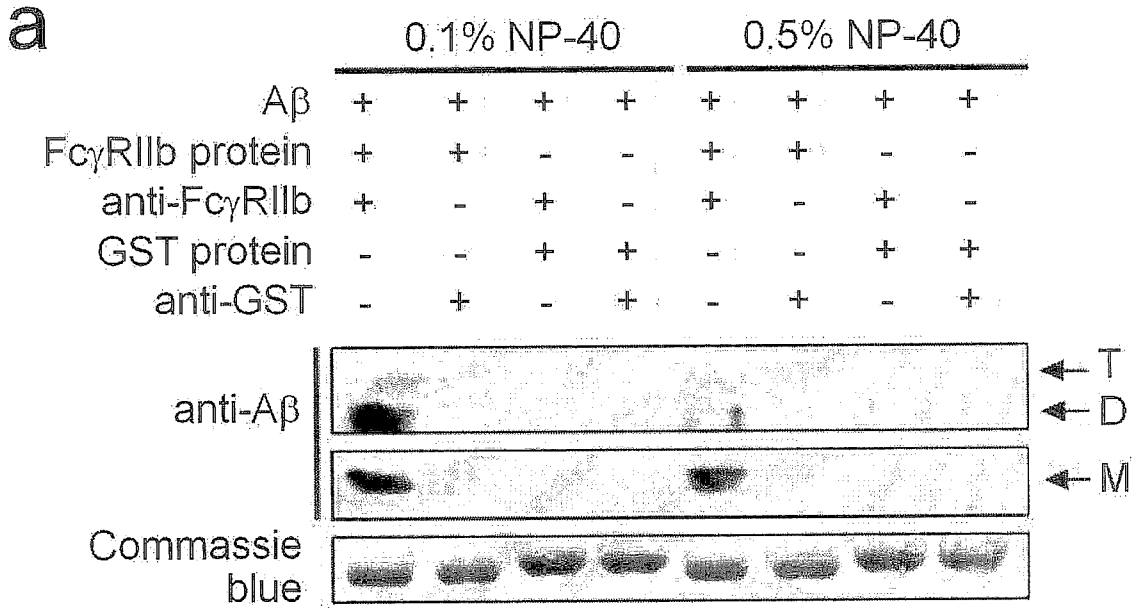 a
0.1% NP-40 0.5% NP-40
Aβ + + + + + + + +
FcγRIIb protein + + - - + + - -
anti-FcγRIIb + - + - + - + -
GST protein - - + + - - + +
anti-GST - + - + - + - +
T
anti-Aβ D
M
Commassie
blue